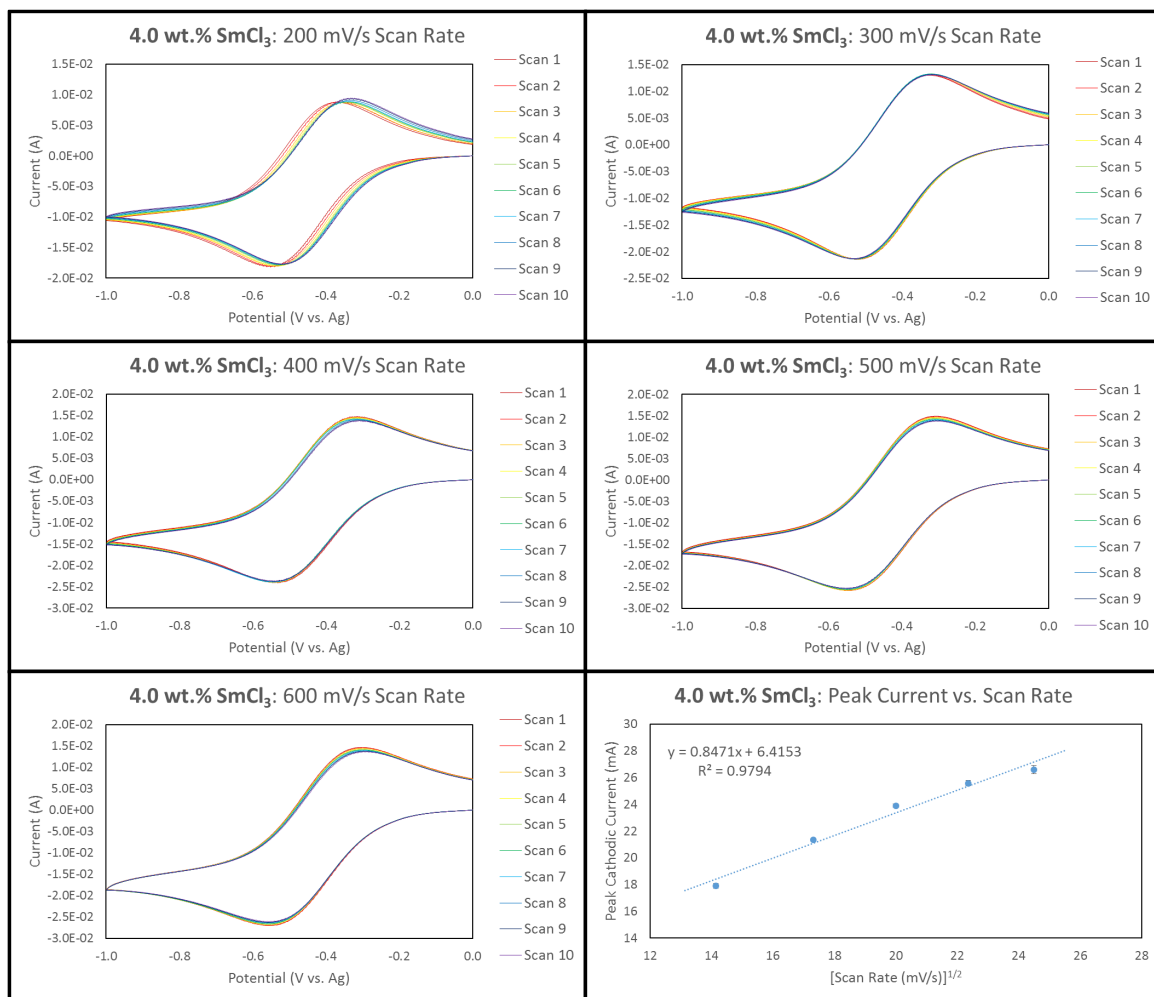 4.0 wt.% SmCl₃: 200 mV/s Scan Rate
1.5E-02
1.0E-02
5.0E-03
0.0E+00
-5.0E-03
-1.0E-02
-1.5E-02
-2.0E-02
Current (A)
-1.0
-0.8
-0.6
-0.4
-0.2
0.0
Potential (V vs. Ag)
Scan 1
Scan 2
Scan 3
Scan 4
Scan 5
Scan 6
Scan 7
Scan 8
Scan 9
Scan 10
4.0 wt.% SmCl₃: 300 mV/s Scan Rate
1.5E-02
1.0E-02
5.0E-03
0.0E+00
-5.0E-03
-1.0E-02
-1.5E-02
-2.0E-02
-2.5E-02
Current (A)
-1.0
-0.8
-0.6
-0.4
-0.2
0.0
Potential (V vs. Ag)
Scan 1
Scan 2
Scan 3
Scan 4
Scan 5
Scan 6
Scan 7
Scan 8
Scan 9
Scan 10
4.0 wt.% SmCl₃: 400 mV/s Scan Rate
2.0E-02
1.5E-02
1.0E-02
5.0E-03
0.0E+00
-5.0E-03
-1.0E-02
-1.5E-02
-2.0E-02
-2.5E-02
-3.0E-02
Current (A)
-1.0
-0.8
-0.6
-0.4
-0.2
0.0
Potential (V vs. Ag)
Scan 1
Scan 2
Scan 3
Scan 4
Scan 5
Scan 6
Scan 7
Scan 8
Scan 9
Scan 10
4.0 wt.% SmCl₃: 500 mV/s Scan Rate
2.0E-02
1.5E-02
1.0E-02
5.0E-03
0.0E+00
-5.0E-03
-1.0E-02
-1.5E-02
-2.0E-02
-2.5E-02
-3.0E-02
Current (A)
-1.0
-0.8
-0.6
-0.4
-0.2
0.0
Potential (V vs. Ag)
Scan 1
Scan 2
Scan 3
Scan 4
Scan 5
Scan 6
Scan 7
Scan 8
Scan 9
Scan 10
4.0 wt.% SmCl₃: 600 mV/s Scan Rate
2.0E-02
1.5E-02
1.0E-02
5.0E-03
0.0E+00
-5.0E-03
-1.0E-02
-1.5E-02
-2.0E-02
-2.5E-02
-3.0E-02
Current (A)
-1.0
-0.8
-0.6
-0.4
-0.2
0.0
Potential (V vs. Ag)
Scan 1
Scan 2
Scan 3
Scan 4
Scan 5
Scan 6
Scan 7
Scan 8
Scan 9
Scan 10
4.0 wt.% SmCl₃: Peak Current vs. Scan Rate
y = 0.8471x + 6.4153
R² = 0.9794
30
28
26
24
22
20
18
16
14
Peak Cathodic Current (mA)
12
14
16
18
20
22
24
26
28
[Scan Rate (mV/s)]¹/²